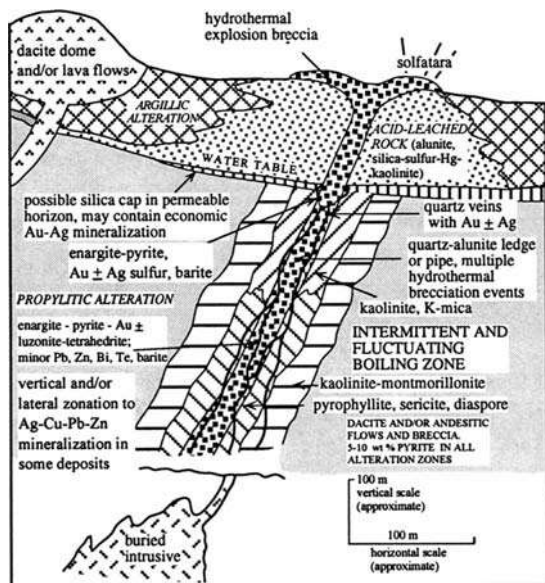 hydrothermal
explosion breccia
solfatara
dacite dome
and/or lava flows
ARGILLIC
ALTERATION
ACID-LEACHED
ROCK (alunite,
silica-sulfur-Hg-
kaolinite)
WATER TABLE
possible silica cap in permeable
horizon, may contain economic
Au-Ag mineralization
quartz veins
with Au ± Ag
enargite-pyrite,
Au ± Ag sulfur, barite
quartz-alunite ledge
or pipe, multiple
hydrothermal
brecciation events
kaolinite, K-mica
PROPYLITIC ALTERATION
enargite - pyrite - Au ±
luzonite-tetrahedrite;
minor Pb, Zn, Bi, Te, barite
INTERMITTENT AND
FLUCTUATING
BOILING ZONE
kaolinite-montmorillonite
vertical and/or
lateral zonation to
Ag-Cu-Pb-Zn
mineralization in
some deposits
pyrophyllite, sericite, diaspore
DACITE AND/OR ANDESITIC
FLOWS AND BRECCIA.
5-10 wt % PYRITE IN ALL
ALTERATION ZONES
100 m
vertical scale
(approximate)
100 m
horizontal scale
(approximate)
buried
intrusive